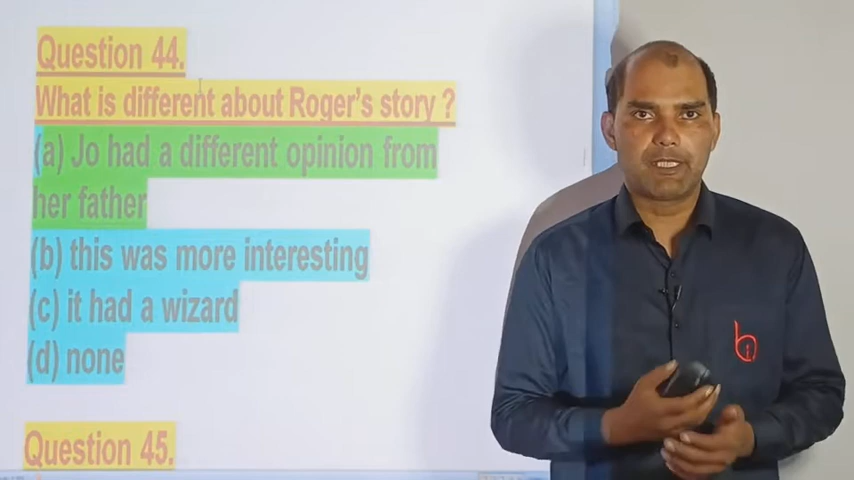 Question 44.
What is different about Roger's story ?
(a) Jo had a different opinion from
her father
(b) this was more interesting
(c) it had a wizard
(d) none
Question 45.